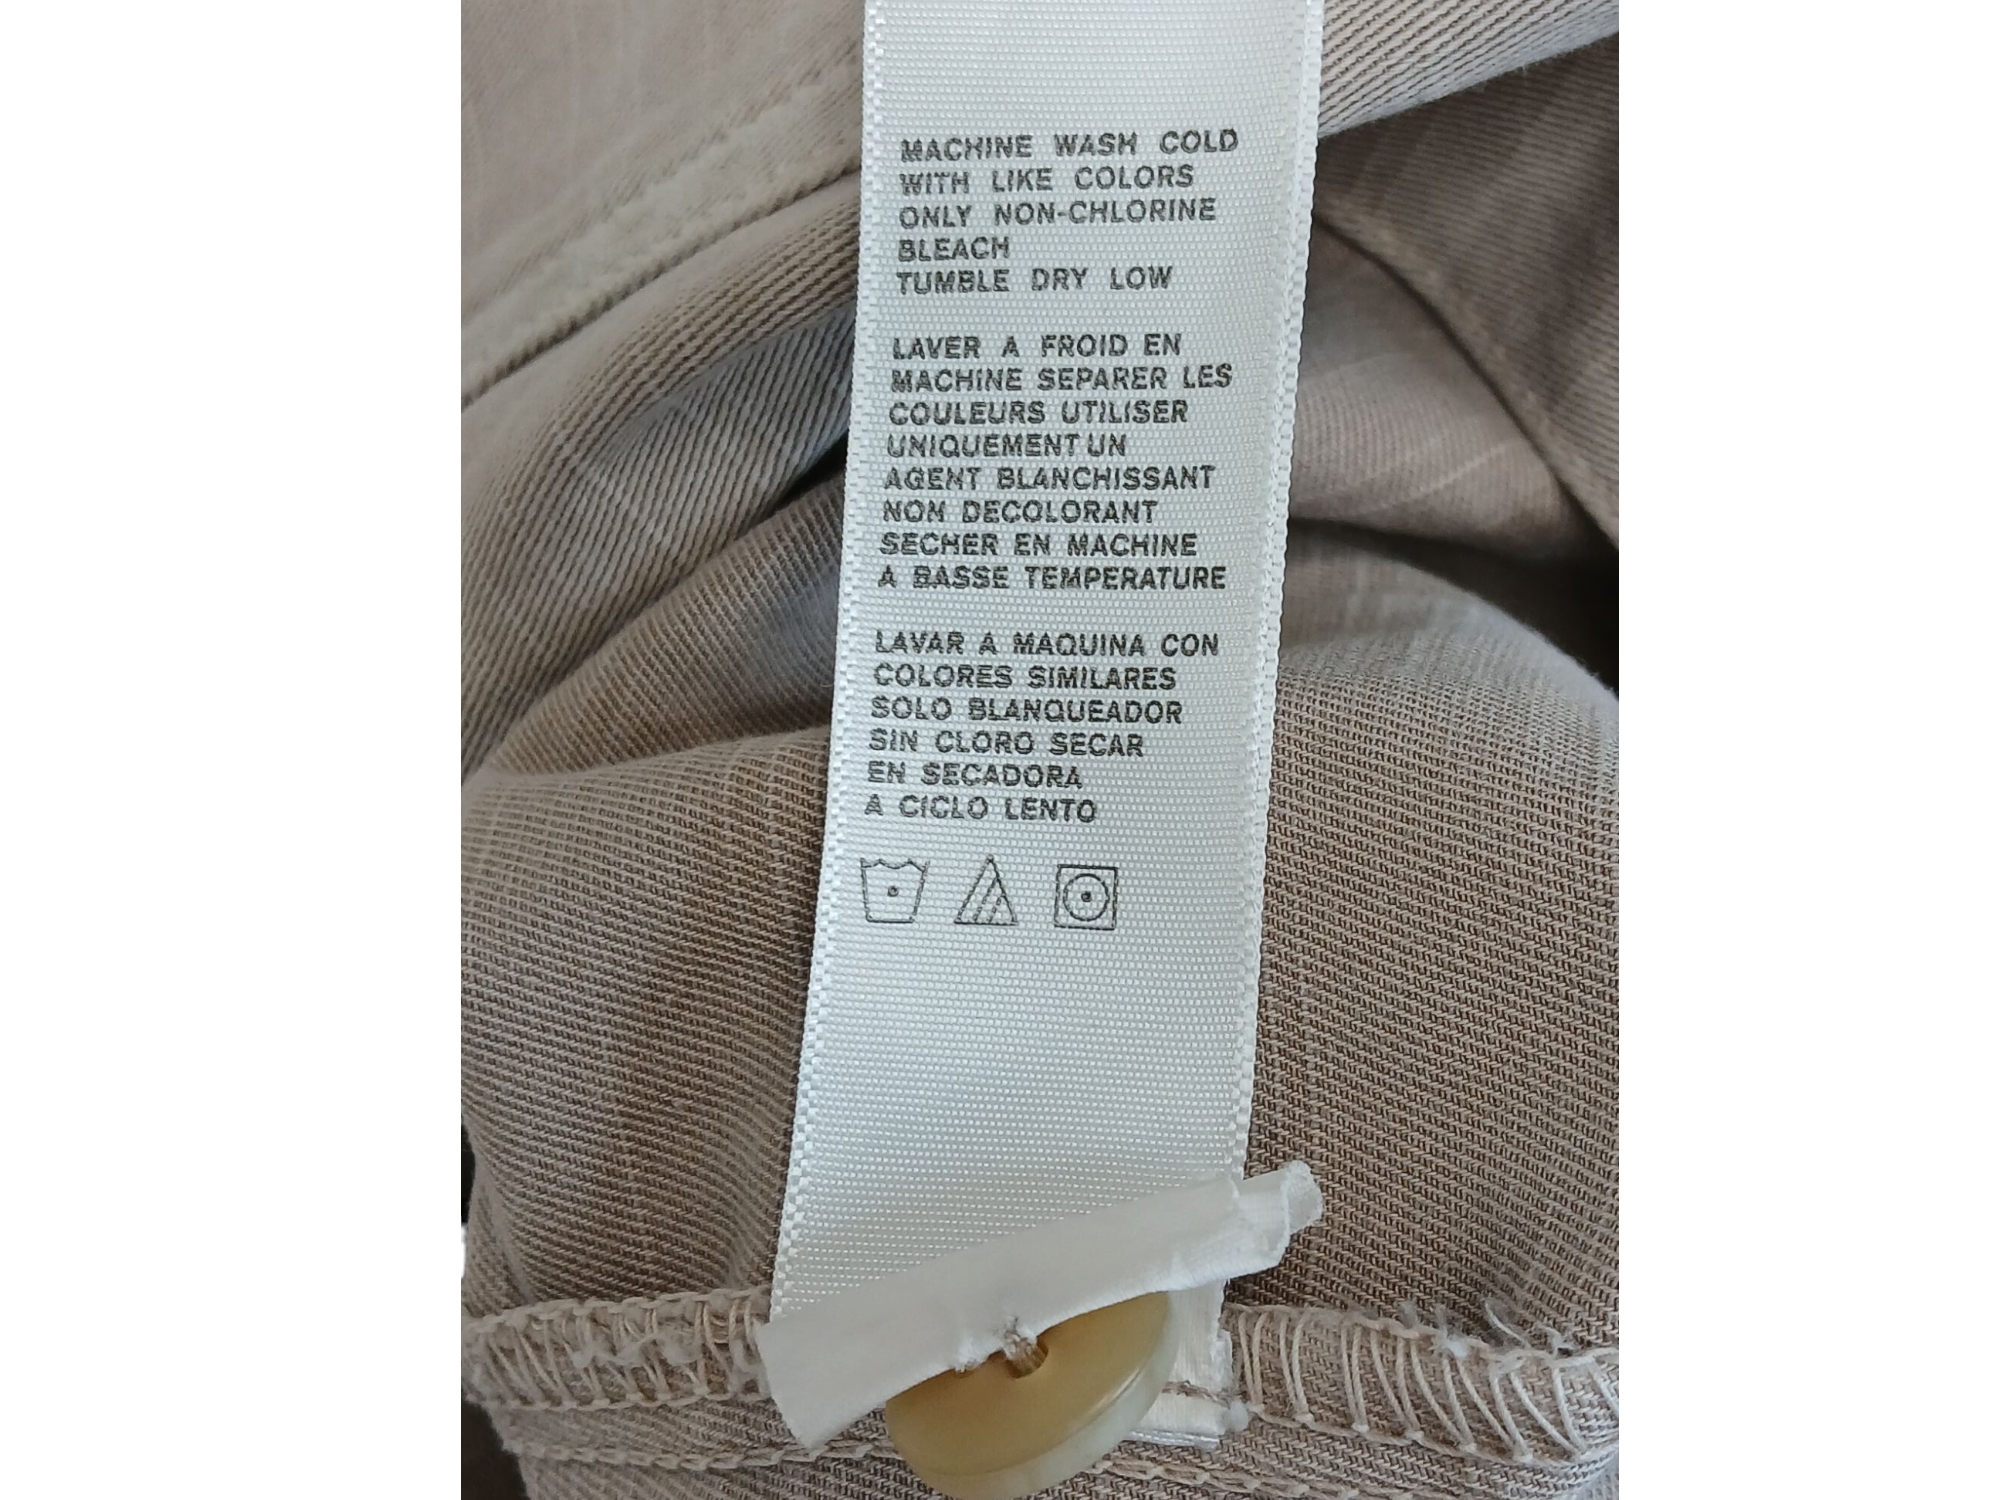 MACHINE WASH COLD
WITH LIKE COLORS
ONLY NON-CHLORINE
BLEACH
TUMBLE DRY LOW
LAVER A FROID EN
MACHINE SEPARER LES
COULEURS UTILISER
UNIQUEMENT UN
AGENT BLANCHISSANT
NON DECOLORANT
SECHER EN MACHINE
A BASSE TEMPERATURE
LAVAR A MAQUINA CON
COLORES SIMILARES
SOLO BLANQUEADOR
SIN CLORO SECAR
EN SECADORA
A CICLO LENTO